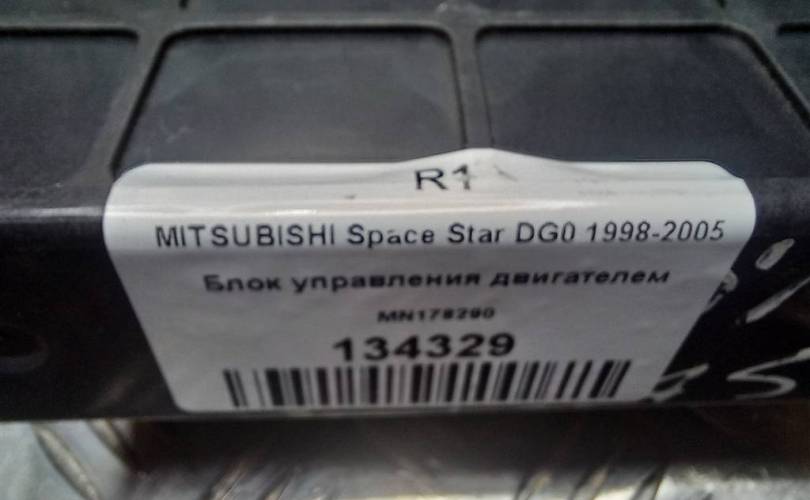 R1
MITSUBISHI Space Star DG0 1998-2005
Блок управления двигателем
MN178290
134329